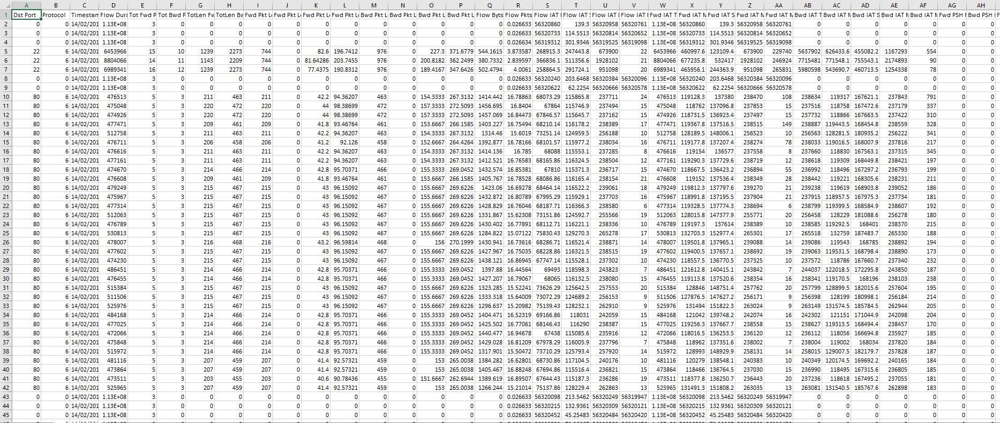 A B C D E F G H I J K L M N O P Q R S T U V W X Y Z AA AB AC AD AE AF AG AH
1 Dst Port Protocol Timestam Flow Dura Tot Fwd P Tot Bwd P TotLen Fw TotLen Bv Fwd Pkt L Fwd Pkt L Fwd Pkt L Fwd Pkt L Bwd Pkt L Bwd Pkt L Bwd Pkt L Bwd Pkt L Flow Byts Flow Pkts Flow IAT Flow IAT Flow IAT Flow IAT Fwd IAT T Fwd IAT M Fwd IAT S Fwd IAT M Fwd IAT M Bwd IAT T Bwd IAT M Bwd IAT S Bwd IAT M Bwd IAT M Fwd PSH Bwd PSH F
2 0 0 14/02/201 1.13E+08 3 0 0 0 0 0 0 0 0 0 0 0 0 0.026633 56320860 139.3 56320958 56320761 1.13E+08 56320860 139.3 56320958 56320761 0 0 0 0 0 0 0
3 0 0 14/02/201 1.13E+08 3 0 0 0 0 0 0 0 0 0 0 0 0 0.026633 56320733 114.5513 56320814 56320652 1.13E+08 56320733 114.5513 56320814 56320652 0 0 0 0 0 0 0
4 0 0 14/02/201 1.13E+08 3 0 0 0 0 0 0 0 0 0 0 0 0 0.026634 56319312 301.9346 56319525 56319098 1.13E+08 56319312 301.9346 56319525 56319098 0 0 0 0 0 0 0
5 22 6 14/02/201 6453966 15 10 1239 2273 744 0 82.6 196.7412 976 0 227.3 371.6779 544.1615 3.873587 268915.3 247443.8 673900 22 6453966 460997.6 123109.4 673900 229740 5637902 626433.6 455082.2 1167293 554 0 0
6 22 6 14/02/201 8804066 14 11 1143 2209 744 0 81.64286 203.7455 976 0 200.8182 362.2499 380.7332 2.839597 366836.1 511356.6 1928102 21 8804066 677235.8 532417 1928102 246924 7715481 771548.1 755543.1 2174893 90 0 0
7 22 6 14/02/201 6989341 16 12 1239 2273 744 0 77.4375 190.8312 976 0 189.4167 347.6426 502.4794 4.0061 258864.5 291724.1 951098 20 6989341 465956.1 244363.9 951098 265831 5980598 543690.7 460713.5 1254338 78 0 0
8 0 0 14/02/201 1.13E+08 3 0 0 0 0 0 0 0 0 0 0 0 0 0.026633 56320240 203.6468 56320384 56320096 1.13E+08 56320240 203.6468 56320384 56320096 0 0 0 0 0 0 0
9 0 0 14/02/201 1.13E+08 3 0 0 0 0 0 0 0 0 0 0 0 0 0.026633 56320622 62.2254 56320666 56320578 1.13E+08 56320622 62.2254 56320666 56320578 0 0 0 0 0 0 0
10 80 6 14/02/201 476513 5 3 211 463 211 0 42.2 94.36207 463 0 154.3333 267.3132 1414.442 16.78863 68073.29 115865.8 237711 24 476513 119128.3 137380 238470 108 238634 119317 167621.1 237843 791 0 0
11 80 6 14/02/201 475048 5 3 220 472 220 0 44 98.38699 472 0 157.3333 272.5093 1456.695 16.8404 67864 115746.9 237494 15 475048 118762 137096.8 237853 15 237516 118758 167472.6 237179 337 0 0
12 80 6 14/02/201 474926 5 3 220 472 220 0 44 98.38699 472 0 157.3333 272.5093 1457.069 16.84473 67846.57 115645.7 237162 15 474926 118731.5 136923.4 237497 15 237732 118866 167663.5 237422 310 0 0
13 80 6 14/02/201 477471 5 3 209 461 209 0 41.8 93.46764 461 0 153.6667 266.1585 1403.227 16.75494 68210.14 116178.2 238389 17 477471 119367.8 137516.5 238515 149 238887 119443.5 168454.8 238559 328 0 0
14 80 6 14/02/201 512758 5 3 211 463 211 0 42.2 94.36207 463 0 154.3333 267.3132 1314.46 15.6019 73251.14 124959.5 256188 10 512758 128189.5 148006.1 256523 10 256563 128281.5 180935.2 256222 341 0 0
15 80 6 14/02/201 476711 5 3 206 458 206 0 41.2 92.126 458 0 152.6667 264.4264 1392.877 16.78166 68101.57 115977.2 238034 16 476711 119177.8 137207.4 238274 78 238033 119016.5 168007.9 237816 217 0 0
16 80 6 14/02/201 476616 5 3 211 463 211 0 42.2 94.36207 463 0 154.3333 267.3132 1414.136 16.785 68088 115553.1 237285 8 476616 119154 136577 237558 8 237660 118830 167563.1 237315 345 0 0
17 80 6 14/02/201 477161 5 3 211 463 211 0 42.2 94.36207 463 0 154.3333 267.3132 1412.521 16.76583 68165.86 116324.5 238504 12 477161 119290.3 137729.6 238719 12 238618 119309 168449.8 238421 197 0 0
18 80 6 14/02/201 474670 5 3 214 466 214 0 42.8 95.70371 466 0 155.3333 269.0452 1432.574 16.85381 67810 115371.3 236717 15 474670 118667.5 136423.2 236894 55 236992 118496 167297.2 236793 199 0 0
19 80 6 14/02/201 476608 5 3 209 461 209 0 41.8 93.46764 461 0 153.6667 266.1585 1405.767 16.78528 68086.86 116165.4 238154 21 476608 119152 137536.4 238349 28 238442 119221 168305.6 238231 211 0 0
20 80 6 14/02/201 479249 5 3 215 467 215 0 43 96.15092 467 0 155.6667 269.6226 1423.06 16.69278 68464.14 116522.2 239061 18 479249 119812.3 137797.6 239270 21 239238 119619 168903.8 239052 186 0 0
21 80 6 14/02/201 475967 5 3 215 467 215 0 43 96.15092 467 0 155.6667 269.6226 1432.872 16.80789 67995.29 115929.1 237703 16 475967 118991.8 137195.5 237904 21 237915 118957.5 167975.3 237734 181 0 0
22 80 6 14/02/201 477314 5 3 215 467 215 0 43 96.15092 467 0 155.6667 269.6226 1428.829 16.76046 68187.71 116366.3 238580 6 477314 119328.5 137774.3 238694 6 238799 119399.5 168584.9 238607 192 0 0
23 80 6 14/02/201 512063 5 3 215 467 215 0 43 96.15092 467 0 155.6667 269.6226 1331.867 15.62308 73151.86 124592.7 255566 19 512063 128015.8 147377.9 255771 20 256458 128229 181088.6 256278 180 0 0
24 80 6 14/02/201 476789 5 3 215 467 215 0 43 96.15092 467 0 155.6667 269.6226 1430.402 16.77891 68112.71 116221.1 238336 10 476789 119197.3 137614 238389 10 238585 119292.5 168401 238370 215 0 0
25 80 6 14/02/201 530813 5 3 215 467 215 0 43 96.15092 467 0 155.6667 269.6226 1284.822 15.07122 75830.43 129270.3 265278 17 530813 132703.3 152977.4 265301 17 265518 132759 187483.7 265330 188 0 0
26 80 6 14/02/201 478007 5 3 216 468 216 0 43.2 96.59814 468 0 156 270.1999 1430.941 16.73616 68286.71 116521.4 238871 14 478007 119501.8 137965.1 239088 14 239086 119543 168785 238892 194 0 0
27 80 6 14/02/201 477602 5 3 215 467 215 0 43 96.15092 467 0 155.6667 269.6226 1427.967 16.75035 68228.86 116321.5 238515 19 477602 119400.5 137657.1 238692 19 239063 119531.5 168798.4 238890 173 0 0
28 80 6 14/02/201 474230 5 3 215 467 215 0 43 96.15092 467 0 155.6667 269.6226 1438.121 16.86945 67747.14 115528.1 237302 10 474230 118557.5 136770.5 237325 10 237572 118786 167660.7 237340 232 0 0
29 80 6 14/02/201 486451 5 3 214 466 214 0 42.8 95.70371 466 0 155.3333 269.0452 1397.88 16.44564 69493 118598.3 243823 7 486451 121612.8 140415.1 243842 7 244037 122018.5 172295.8 243850 187 0 0
30 80 6 14/02/201 476455 5 3 214 466 214 0 42.8 95.70371 466 0 155.3333 269.0452 1427.207 16.79067 68065 116132.5 238080 15 476455 119113.8 137520.6 238354 16 238341 119170.5 168196 238103 238 0 0
31 80 6 14/02/201 515384 5 3 215 467 215 0 43 96.15092 467 0 155.6667 269.6226 1323.285 15.52241 73626.29 125642.5 257553 20 515384 128846 148751.4 257762 20 257799 128899.5 182015.6 257604 195 0 0
32 80 6 14/02/201 511506 5 3 215 467 215 0 43 96.15092 467 0 155.6667 269.6226 1333.318 15.64009 73072.29 124689.2 256153 9 511506 127876.5 147627.2 256171 9 256398 128199 180998.1 256184 214 0 0
33 80 6 14/02/201 525976 5 3 215 467 215 0 43 96.15092 467 0 155.6667 269.6226 1296.637 15.20982 75139.43 128232.1 262910 9 525976 131494 151822.3 263024 9 263149 131574.5 185784.5 262944 205 0 0
34 80 6 14/02/201 484168 5 3 214 466 214 0 42.8 95.70371 466 0 155.3333 269.0452 1404.471 16.52319 69166.86 118031 242059 15 484168 121042 139748.2 242074 16 242302 121151 171044.9 242098 204 0 0
35 80 6 14/02/201 477025 5 3 214 466 214 0 42.8 95.70371 466 0 155.3333 269.0452 1425.502 16.77061 68146.43 116290 238387 15 477025 119256.3 137667.7 238558 15 238627 119313.5 168494.4 238457 170 0 0
36 80 6 14/02/201 472066 5 3 214 466 214 0 42.8 95.70371 466 0 155.3333 269.0452 1440.477 16.94678 67438 115085.6 235916 12 472066 118016.5 136253.5 236120 12 236112 118056 166694.8 235927 185 0 0
37 80 6 14/02/201 475848 5 3 214 466 214 0 42.8 95.70371 466 0 155.3333 269.0452 1429.028 16.81209 67978.29 116005.9 237796 7 475848 118962 137351.6 238002 7 238004 119002 168034 237820 184 0 0
38 80 6 14/02/201 515972 5 3 214 466 214 0 42.8 95.70371 466 0 155.3333 269.0452 1317.901 15.50472 73710.29 125793.4 257920 14 515972 128993 148929.9 258131 14 258015 129007.5 182179.7 257828 187 0 0
39 80 6 14/02/201 481116 5 3 207 459 207 0 41.4 92.57321 459 0 153 265.0038 1384.282 16.62801 68730.86 117104.5 240176 10 481116 120279 138548.1 240383 10 240349 120174.5 169692.2 240165 184 0 0
40 80 6 14/02/201 473864 5 3 207 459 207 0 41.4 92.57321 459 0 153 265.0038 1405.467 16.88248 67694.86 115516.4 236821 15 473864 118466 136764.5 237030 15 236990 118495 167315.6 236805 185 0 0
41 80 6 14/02/201 473511 5 3 203 455 203 0 40.6 90.78436 455 0 151.6667 262.6944 1389.619 16.89507 67644.43 115187.3 236286 19 473511 118377.8 136250.7 236443 20 237236 118618 167495.2 237055 181 0 0
42 80 6 14/02/201 525965 5 3 207 459 207 0 41.4 92.57321 459 0 153 265.0038 1266.244 15.21014 75137.86 128229.4 262863 13 525965 131491.3 151808.2 263035 13 263081 131540.5 185767.6 262898 183 0 0
43 0 0 14/02/201 1.13E+08 3 0 0 0 0 0 0 0 0 0 0 0 0 0.026633 56320098 213.5462 56320249 56319947 1.13E+08 56320098 213.5462 56320249 56319947 0 0 0 0 0 0 0
44 0 0 14/02/201 1.13E+08 3 0 0 0 0 0 0 0 0 0 0 0 0 0.026633 56320215 132.9361 56320309 56320121 1.13E+08 56320215 132.9361 56320309 56320121 0 0 0 0 0 0 0
45 0 0 14/02/201 1.13E+08 3 0 0 0 0 0 0 0 0 0 0 0 0 0.026633 56320452 45.25483 56320484 56320420 1.13E+08 56320452 45.25483 56320484 56320420 0 0 0 0 0 0 0